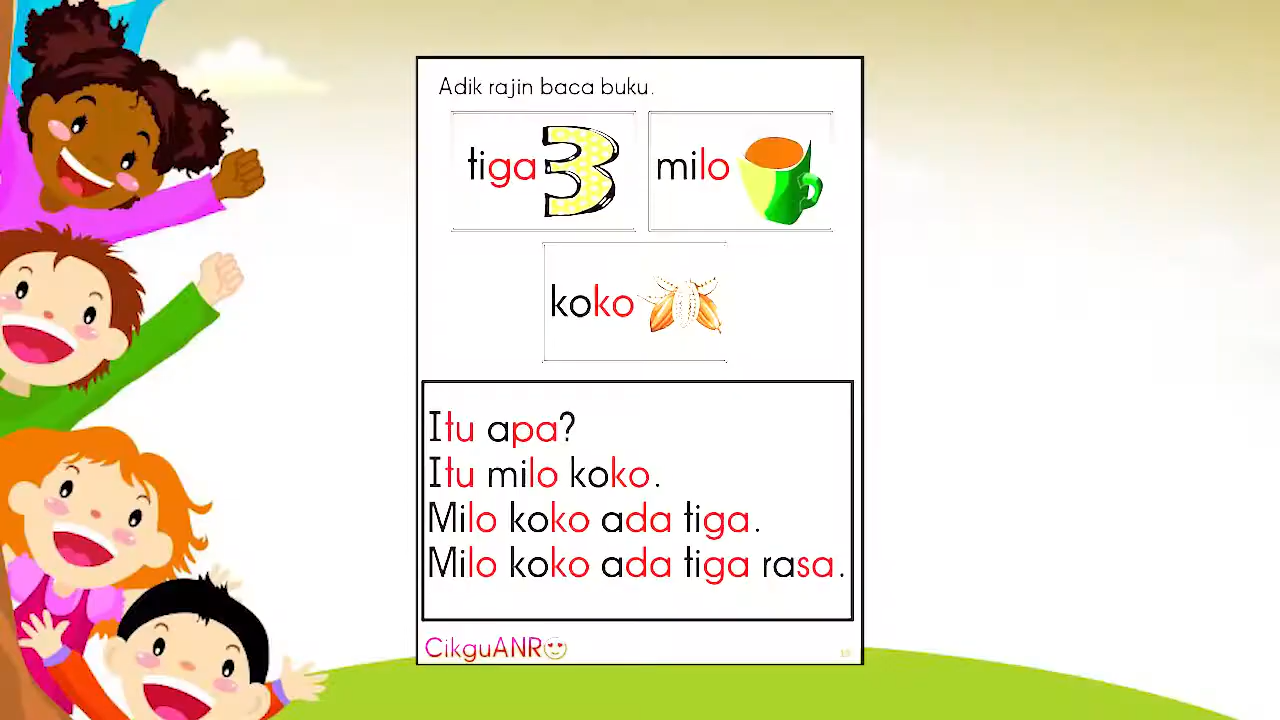 Adik rajin baca buku.
tiga 3
milo
koko
Itu apa?
Itu milo koko.
Milo koko ada tiga.
Milo koko ada tiga rasa.
CikguANR